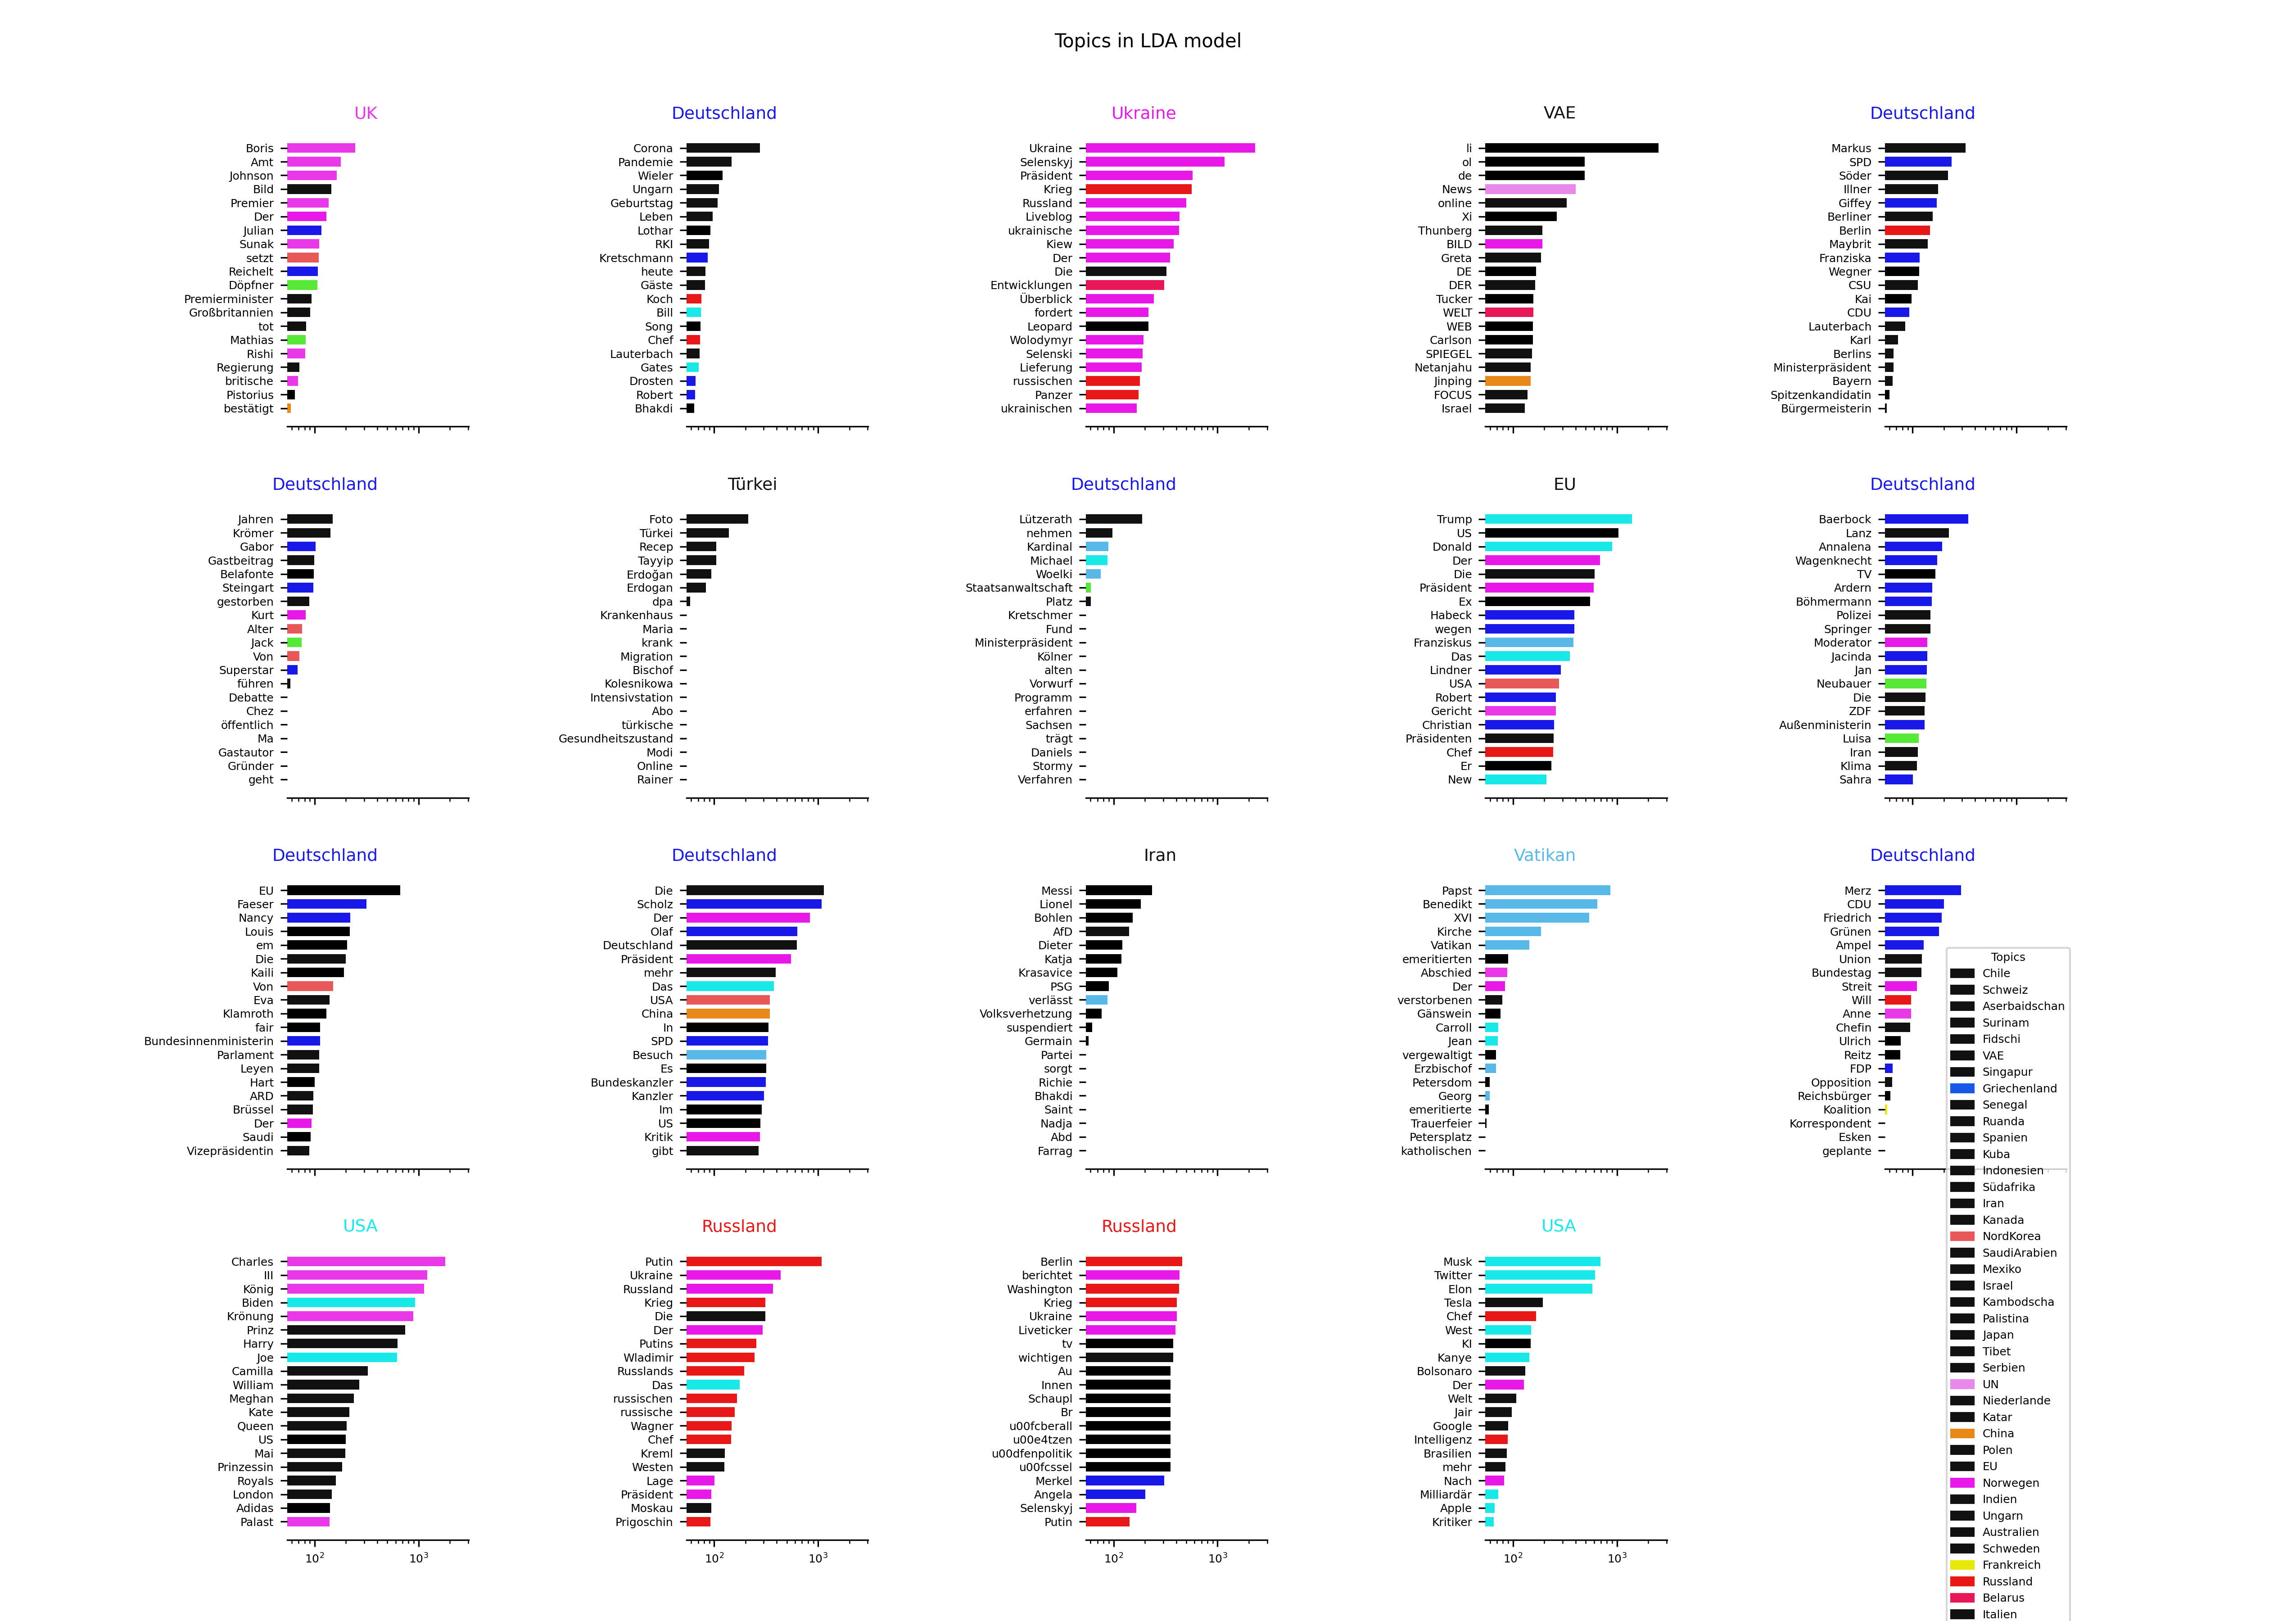 Topics in LDA model
UK
Boris
Amt
Johnson
Bild
Premier
Der
Julian
Sunak
setzt
Reichelt
Döpfner
Premierminister
Großbritannien
tot
Mathias
Rishi
Regierung
britische
Pistorius
bestätigt
Deutschland
Corona
Pandemie
Wieler
Ungarn
Geburtstag
Leben
Lothar
RKI
Kretschmann
heute
Gäste
Koch
Bill
Song
Chef
Lauterbach
Gates
Drosten
Robert
Bhakdi
Ukraine
Ukraine
Selenskyj
Präsident
Krieg
Russland
Liveblog
ukrainische
Kiew
Der
Die
Entwicklungen
Überblick
fordert
Leopard
Wolodymyr
Selenski
Lieferung
russischen
Panzer
ukrainischen
VAE
li
ol
de
News
online
Xi
Thunberg
BILD
Greta
DE
DER
Tucker
WELT
WEB
Carlson
SPIEGEL
Netanjahu
Jinping
FOCUS
Israel
Deutschland
Markus
SPD
Söder
Illner
Giffey
Berliner
Berlin
Maybrit
Franziska
Wegner
CSU
Kai
CDU
Lauterbach
Karl
Berlins
Ministerpräsident
Bayern
Spitzenkandidatin
Bürgermeisterin
Deutschland
Jahren
Krömer
Gabor
Gastbeitrag
Belafonte
Steingart
gestorben
Kurt
Alter
Jack
Von
Superstar
führen
Debatte
Chez
öffentlich
Ma
Gastautor
Gründer
geht
Türkei
Foto
Türkei
Recep
Tayyip
Erdoğan
Erdogan
dpa
Krankenhaus
Maria
krank
Migration
Bischof
Kolesnikowa
Intensivstation
Abo
türkische
Gesundheitszustand
Modi
Online
Rainer
Deutschland
Lützerath
nehmen
Kardinal
Michael
Woelki
Staatsanwaltschaft
Platz
Kretschmer
Fund
Ministerpräsident
Kölner
alten
Vorwurf
Programm
erfahren
Sachsen
trägt
Daniels
Stormy
Verfahren
EU
Trump
US
Donald
Der
Die
Präsident
Ex
Habeck
wegen
Franziskus
Das
Lindner
USA
Robert
Gericht
Christian
Präsidenten
Chef
Er
New
Deutschland
Baerbock
Lanz
Annalena
Wagenknecht
TV
Ardern
Böhmermann
Polizei
Springer
Moderator
Jacinda
Jan
Neubauer
Die
ZDF
Außenministerin
Luisa
Iran
Klima
Sahra
Deutschland
EU
Faeser
Nancy
Louis
em
Die
Kaili
Von
Eva
Klamroth
fair
Bundesinnenministerin
Parlament
Leyen
Hart
ARD
Brüssel
Der
Saudi
Vizepräsidentin
Deutschland
Die
Scholz
Der
Olaf
Deutschland
Präsident
mehr
Das
USA
China
In
SPD
Besuch
Es
Bundeskanzler
Kanzler
Im
US
Kritik
gibt
Iran
Messi
Lionel
Bohlen
AfD
Dieter
Katja
Krasavice
PSG
verlässt
Volksverhetzung
suspendiert
Germain
Partei
sorgt
Richie
Bhakdi
Saint
Nadja
Abd
Farrag
Vatikan
Papst
Benedikt
XVI
Kirche
Vatikan
emeritierten
Abschied
Der
verstorbenen
Gänswein
Carroll
Jean
vergewaltigt
Erzbischof
Petersdom
Georg
emeritierte
Trauerfeier
Petersplatz
katholischen
Deutschland
Merz
CDU
Friedrich
Grünen
Ampel
Union
Bundestag
Streit
Will
Anne
Chefin
Ulrich
Reitz
FDP
Opposition
Reichsbürger
Koalition
Korrespondent
Esken
geplante
USA
Charles
III
König
Biden
Krönung
Prinz
Harry
Joe
Camilla
William
Meghan
Kate
Queen
US
Mai
Prinzessin
Royals
London
Adidas
Palast
10² 10³
Russland
Putin
Ukraine
Russland
Krieg
Die
Der
Putins
Wladimir
Russlands
Das
russischen
russische
Wagner
Chef
Kreml
Westen
Lage
Präsident
Moskau
Prigoschin
10² 10³
Russland
Berlin
berichtet
Washington
Krieg
Ukraine
Liveticker
tv
wichtigen
Au
Innen
Schaupl
Br
u00fcberall
u00e4tzen
u00dfenpolitik
u00fcssel
Merkel
Angela
Selenskyj
Putin
10² 10³
USA
Musk
Twitter
Elon
Tesla
Chef
West
KI
Kanye
Bolsonaro
Der
Welt
Jair
Google
Intelligenz
Brasilien
mehr
Nach
Milliardär
Apple
Kritiker
10² 10³
Topics
Chile
Schweiz
Aserbaidschan
Surinam
Fidschi
VAE
Singapur
Griechenland
Senegal
Ruanda
Spanien
Kuba
Indonesien
Südafrika
Iran
Kanada
NordKorea
SaudiArabien
Mexiko
Israel
Kambodscha
Palistina
Japan
Tibet
Serbien
UN
Niederlande
Katar
China
Polen
EU
Norwegen
Indien
Ungarn
Australien
Schweden
Frankreich
Russland
Belarus
Italien